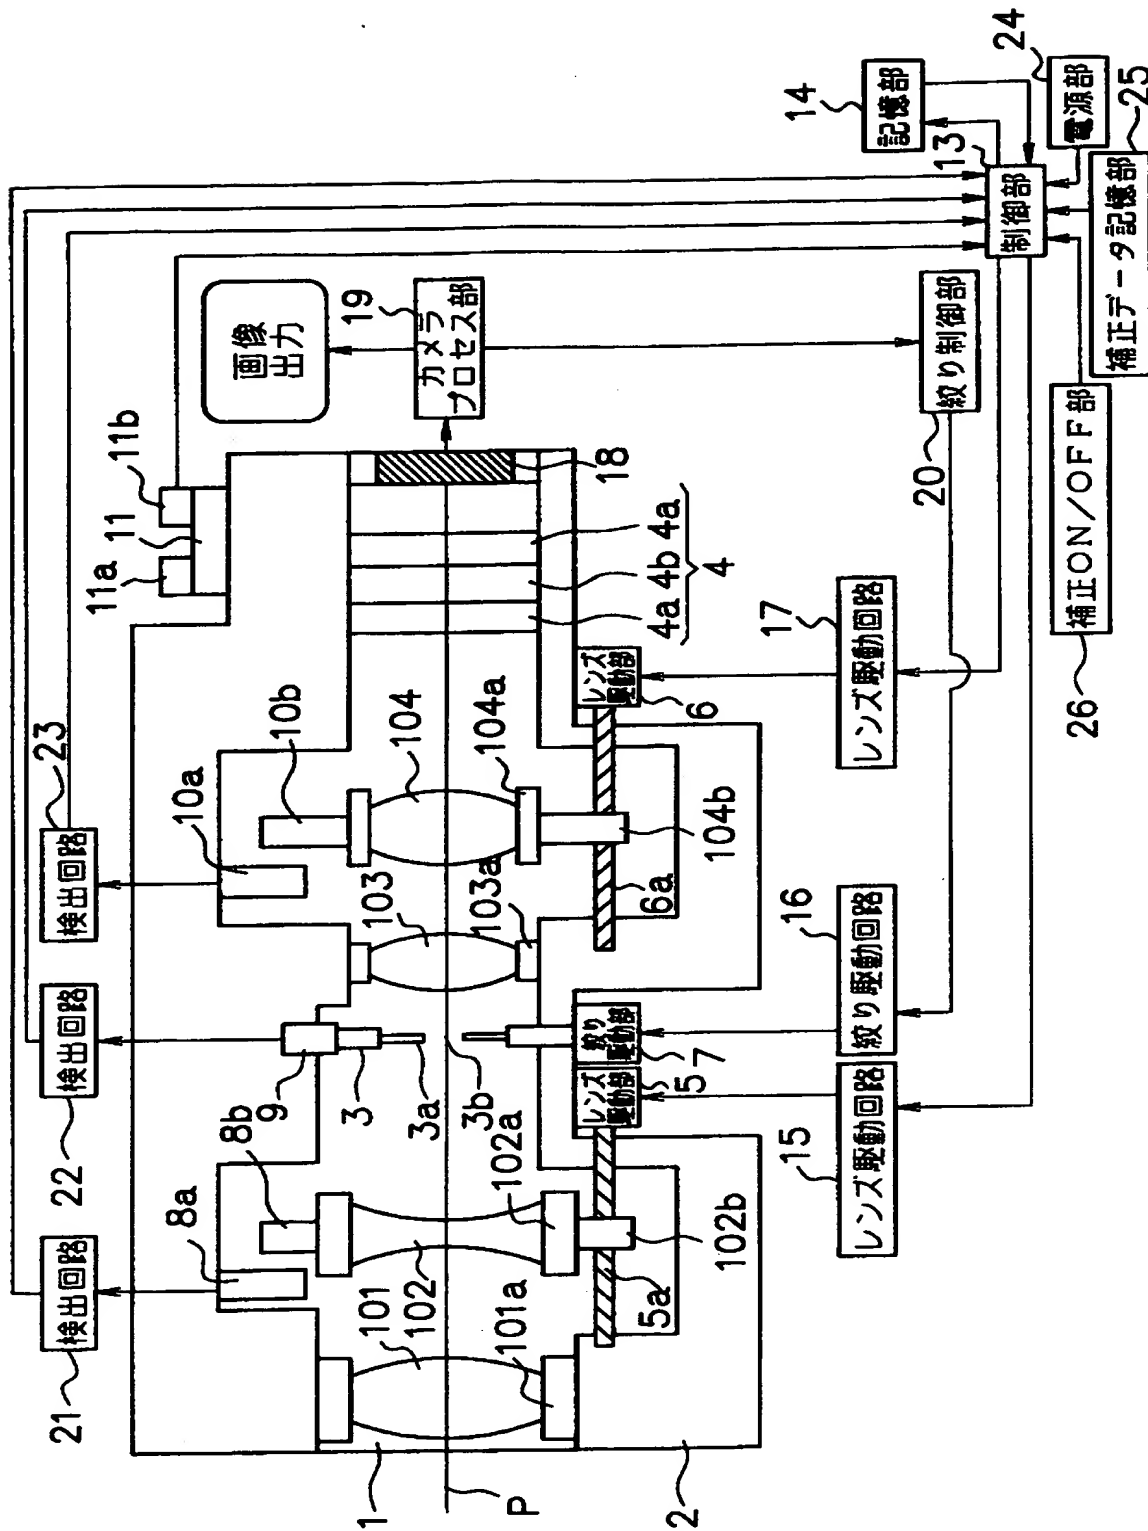 21
検出回路
22
検出回路
検出回路
23
8a
8b
9
10a
10b
11a
11
11b
画像
出力
1
101
102
101a
102a
3
3a
3b
103
103a
104
104a
カメラ
プロセス部
19
P
2
5a
102b
レンズ
駆動部
5
絞り
駆動部
7
6a
104b
レンズ
駆動部
6
4a
4b
4a
4
18
15
レンズ駆動回路
16
絞り駆動回路
17
レンズ駆動回路
20
絞り制御部
14
記憶部
13
制御部
24
電源部
26
補正ON/OFF部
補正データ記憶部
25